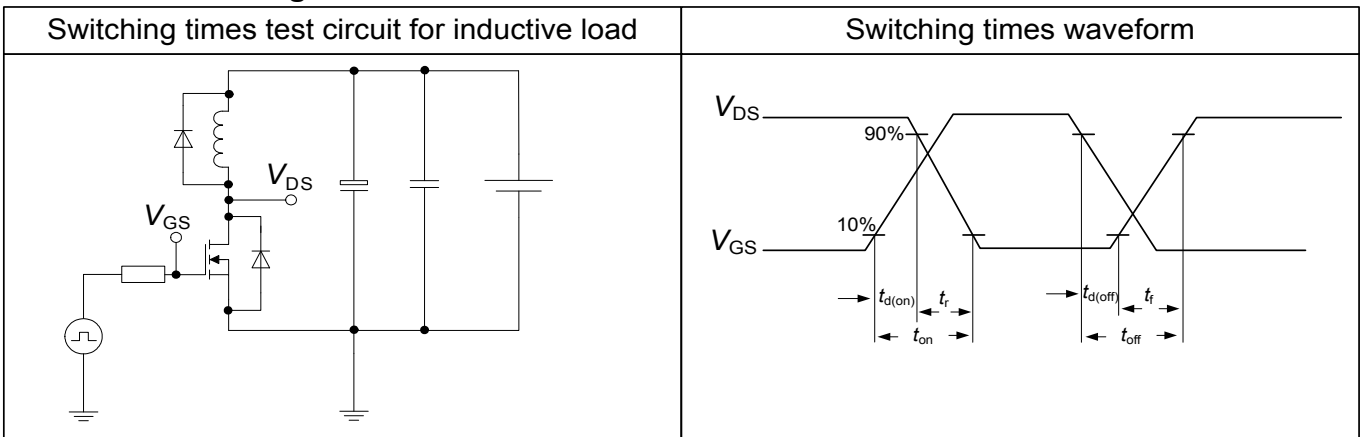 Switching times test circuit for inductive load
Switching times waveform
VDS
VGS
VDS
90%
10%
VGS
td(on)
tr
ton
td(off)
tf
toff